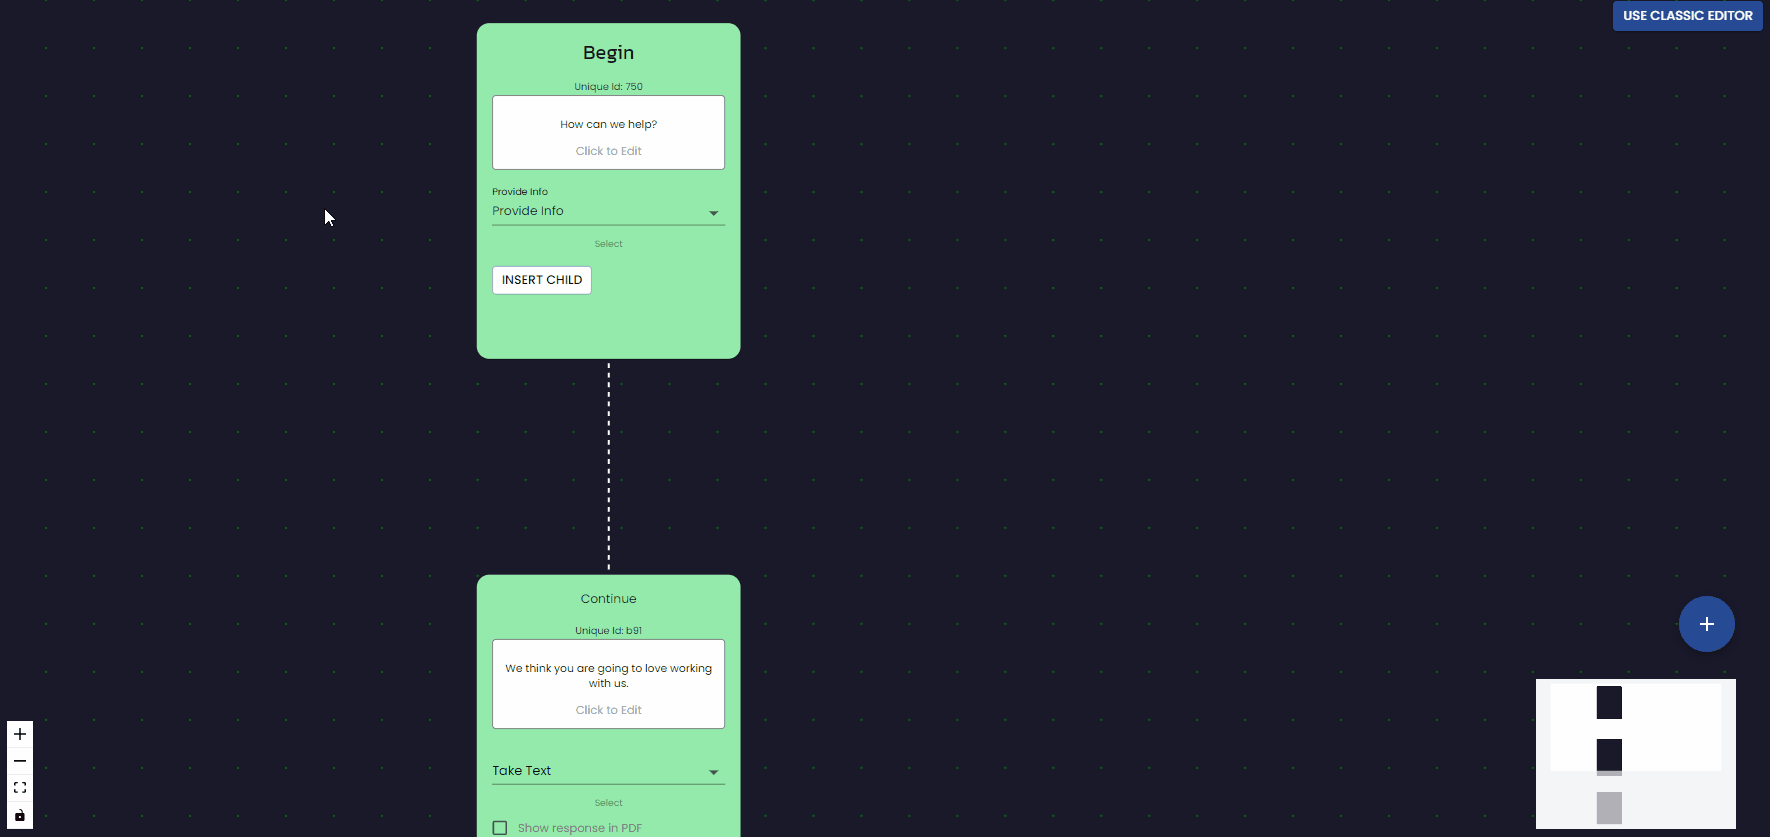 USE CLASSIC EDITOR
Begin
Unique Id: 750
How can we help?
Click to Edit
Provide Info
Provide Info
Select
INSERT CHILD
Continue
Unique Id: b91
We think you are going to love working
with us.
Click to Edit
Take Text
Select
Show response in PDF